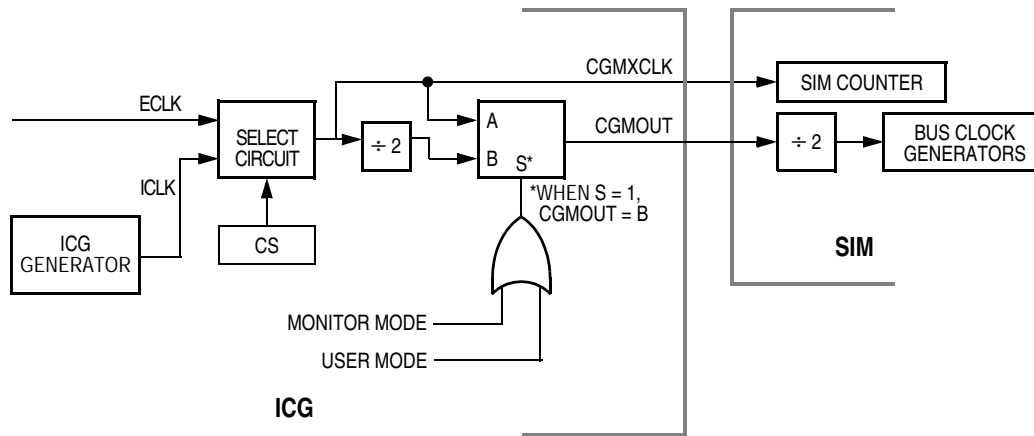 CGMXCLK
SIM COUNTER
ECLK
SELECT
CIRCUIT
÷ 2
A
B S*
CGMOUT
÷ 2
BUS CLOCK
GENERATORS
ICLK
*WHEN S = 1,
CGMOUT = B
ICG
GENERATOR
CS
SIM
MONITOR MODE
USER MODE
ICG